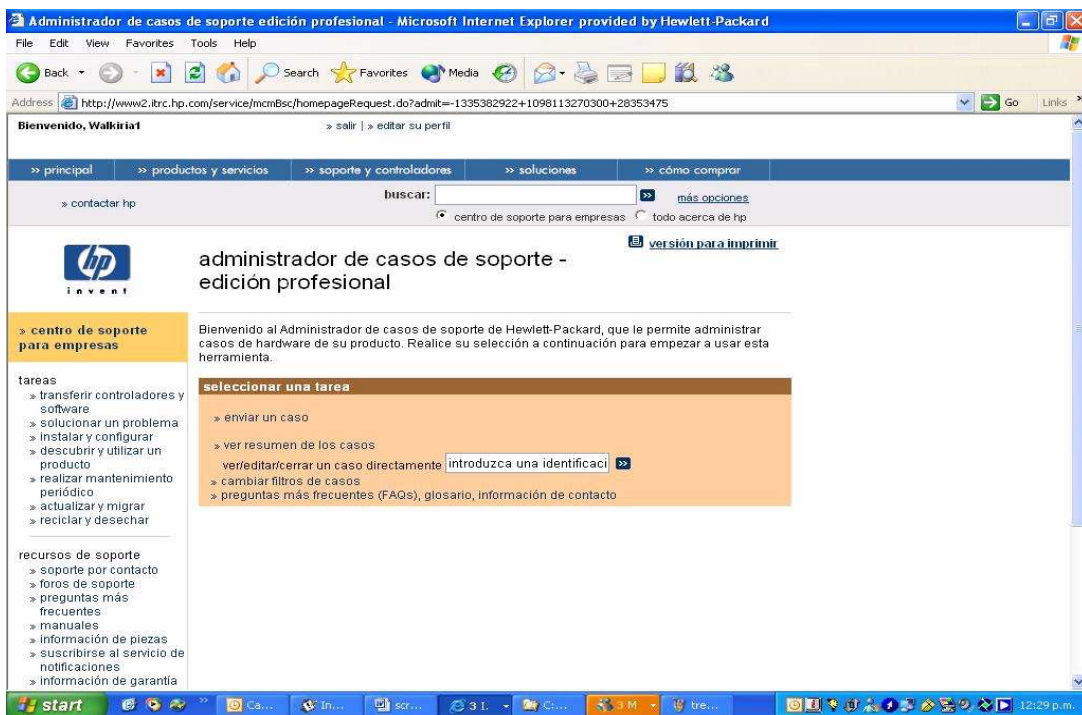 Administrador de casos de soporte edición profesional - Microsoft Internet Explorer provided by Hewlett-Packard
File Edit View Favorites Tools Help
Back Search Favorites Media
Address http://www2.itrc.hp.com/service/mcmBsc/homepageRequest.do?admit=-1335382922+1098113270300+28353475 Go Links »
Bienvenido, Walkiria1 » salir | » editar su perfil
» principal » productos y servicios » soporte y controladores » soluciones » cómo comprar
» contactar hp
buscar: » más opciones
centro de soporte para empresas todo acerca de hp
versión para imprimir
hp
invent
administrador de casos de soporte -
edición profesional
» centro de soporte
para empresas
Bienvenido al Administrador de casos de soporte de Hewlett-Packard, que le permite administrar
casos de hardware de su producto. Realice su selección a continuación para empezar a usar esta
herramienta.
seleccionar una tarea
» enviar un caso
» ver resumen de los casos
ver/editar/cerrar un caso directamente introduzca una identificaci »
» cambiar filtros de casos
» preguntas más frecuentes (FAQs), glosario, información de contacto
tareas
» transferir controladores y
software
» solucionar un problema
» instalar y configurar
» descubrir y utilizar un
producto
» realizar mantenimiento
periódico
» actualizar y migrar
» reciclar y desechar
recursos de soporte
» soporte por contacto
» foros de soporte
» preguntas más
frecuentes
» manuales
» información de piezas
» suscribirse al servicio de
notificaciones
» información de garantía
start » Ca... In... scr... 3 I. C:... 3 M tre... 12:29 p.m.